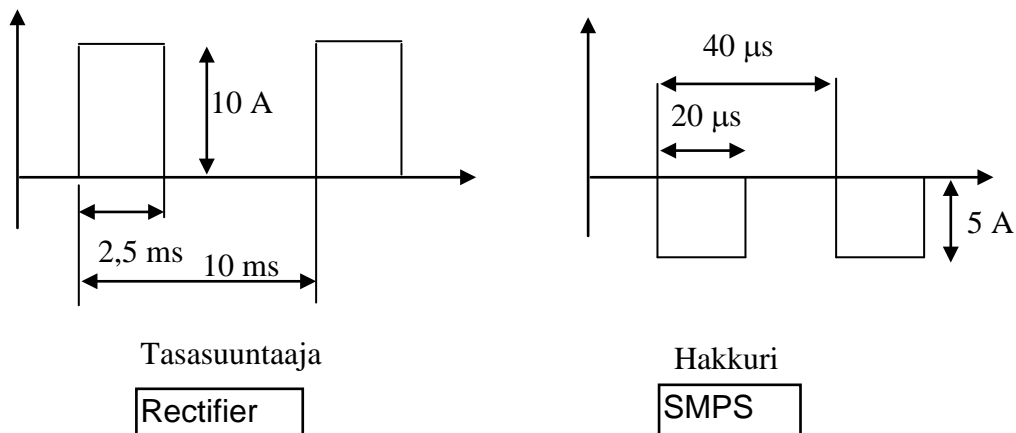 10 A
2,5 ms
10 ms
Tasasuuntaaja
Rectifier
40 μs
20 μs
5 A
Hakkuri
SMPS